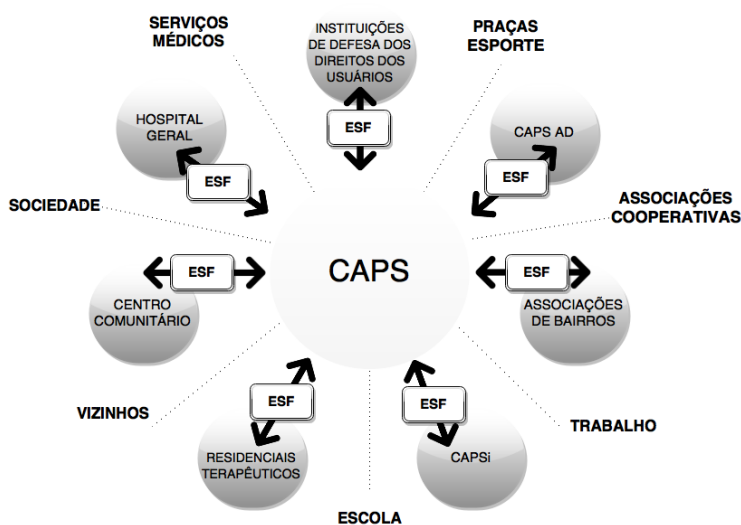 SERVIÇOS
MÉDICOS
INSTITUIÇÕES
DE DEFESA DOS
DIREITOS DOS
USUÁRIOS
PRAÇAS
ESPORTE
HOSPITAL
GERAL
ESF
CAPS AD
ESF
ESF
SOCIEDADE
ASSOCIAÇÕES
COOPERATIVAS
CAPS
ESF
ESF
CENTRO
COMUNITÁRIO
ASSOCIAÇÕES
DE BAIRROS
VIZINHOS
ESF
ESF
TRABALHO
RESIDENCIAIS
TERAPÊUTICOS
CAPSi
ESCOLA